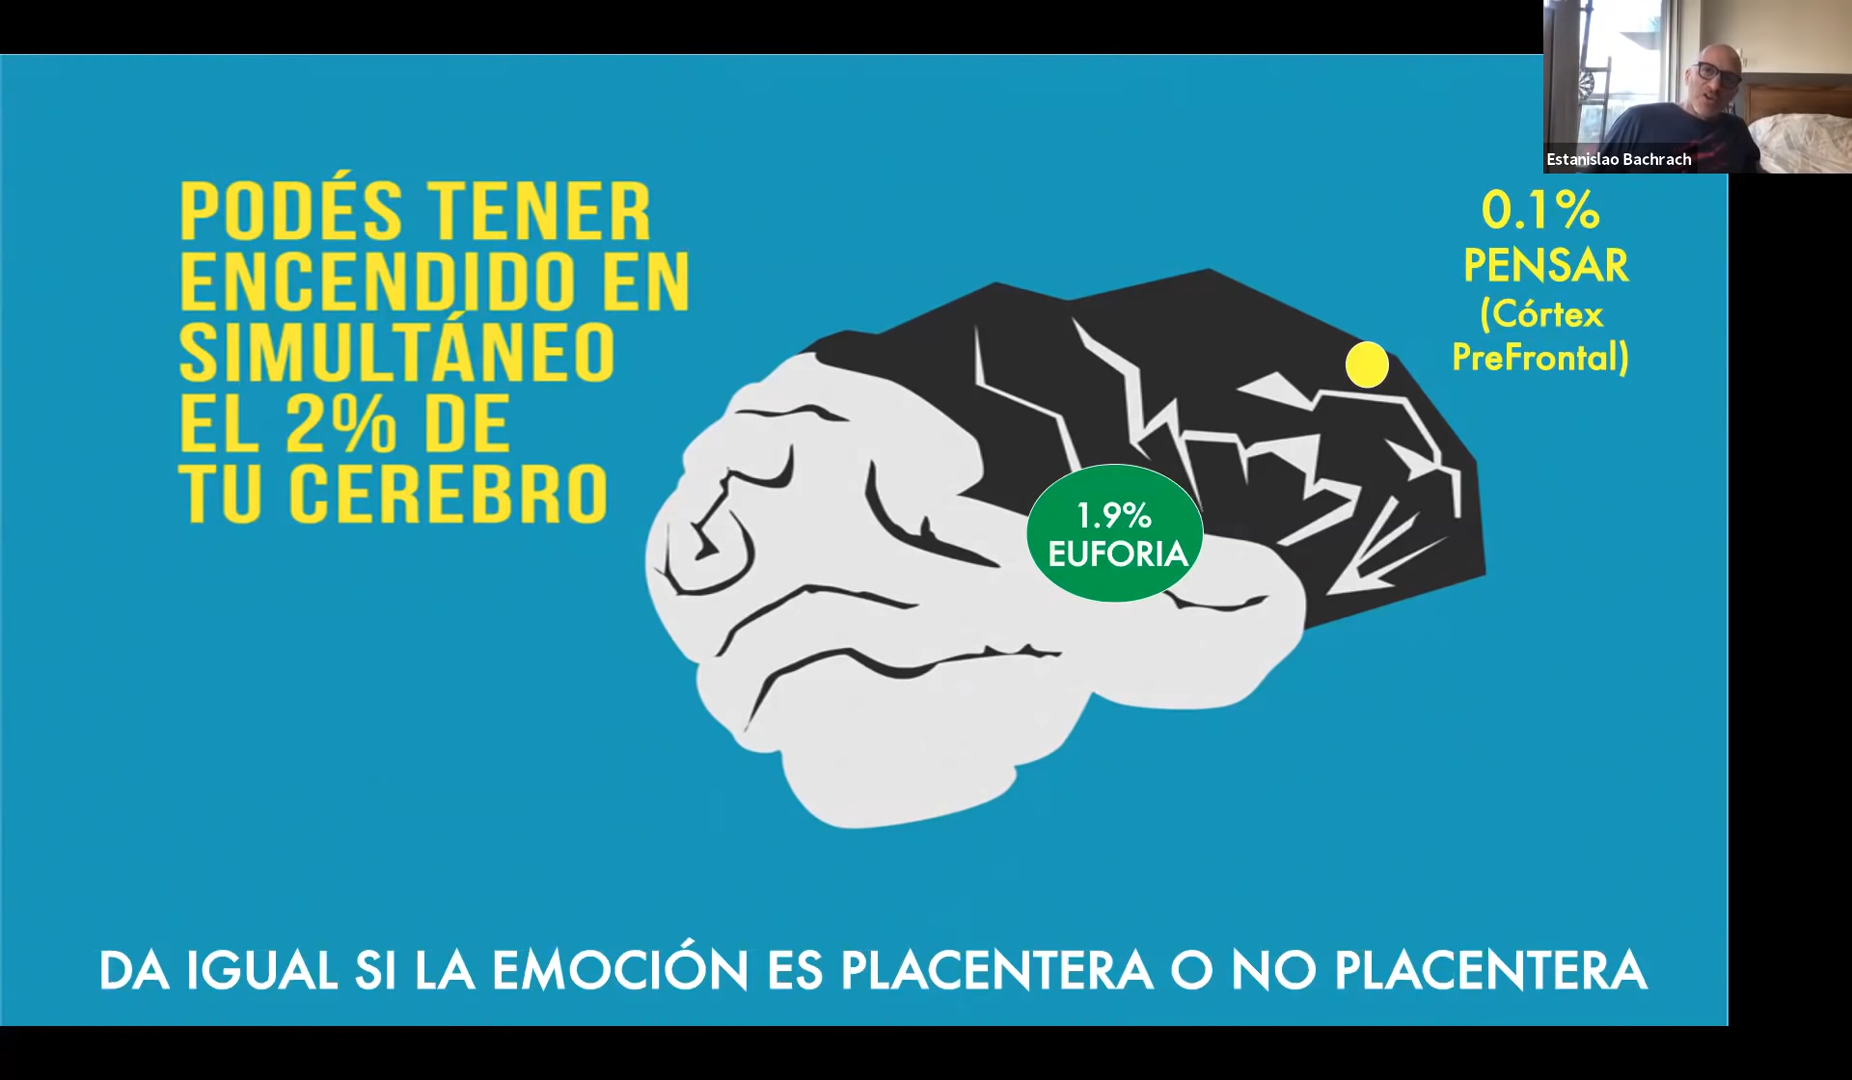 Estanislao Bachrach
PODÉS TENER
ENCENDIDO EN
SIMULTÁNEO
EL 2% DE
TU CEREBRO
0.1%
PENSAR
(Córtex
PreFrontal)
1.9%
EUFORIA
DA IGUAL SI LA EMOCIÓN ES PLACENTERA O NO PLACENTERA